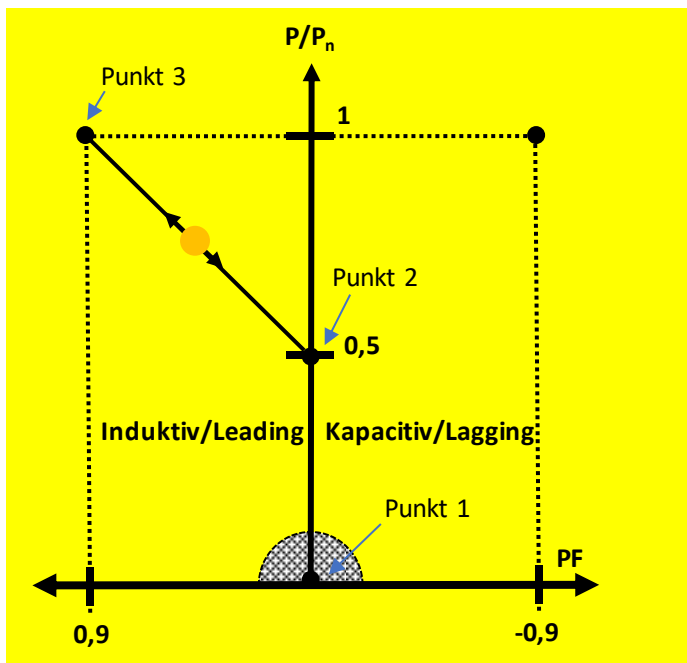 P/Pn
Punkt 3
1
Punkt 2
0,5
Induktiv/Leading
Kapacitiv/Lagging
Punkt 1
PF
0,9
-0,9